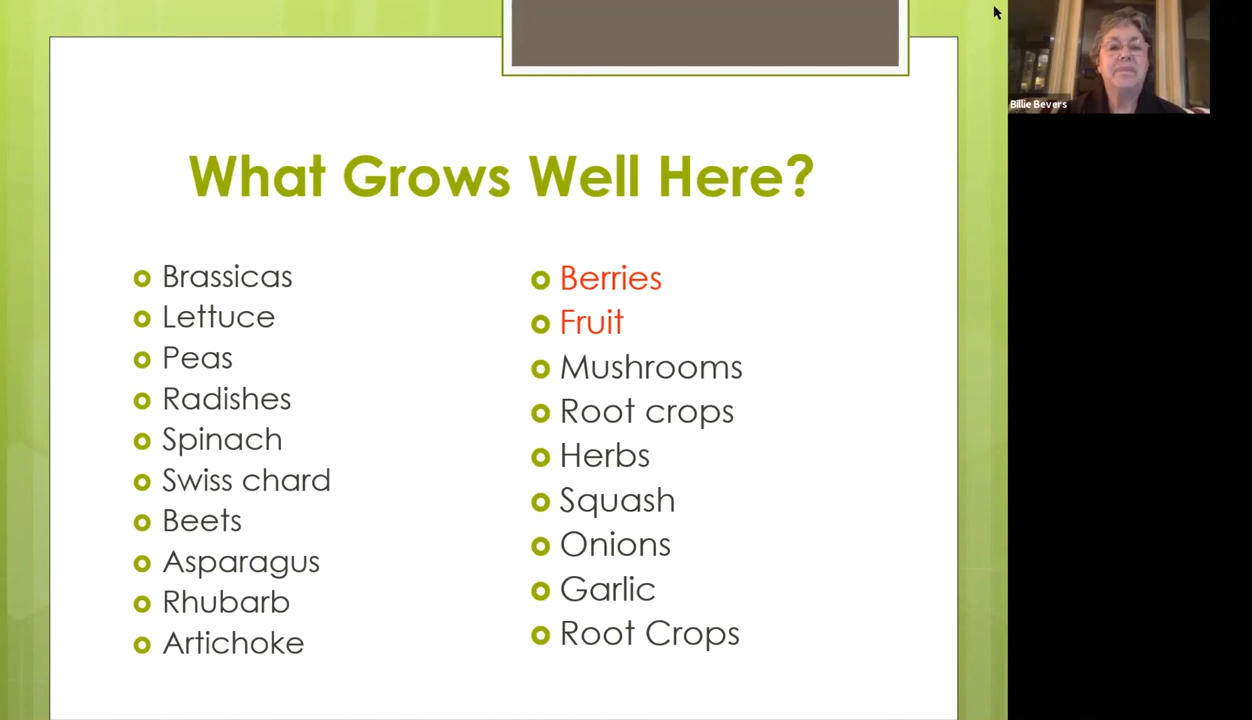 What Grows Well Here?
Brassicas
Lettuce
Peas
Radishes
Spinach
Swiss chard
Beets
Asparagus
Rhubarb
Artichoke
Berries
Fruit
Mushrooms
Root crops
Herbs
Squash
Onions
Garlic
Root Crops
Billie Bevers